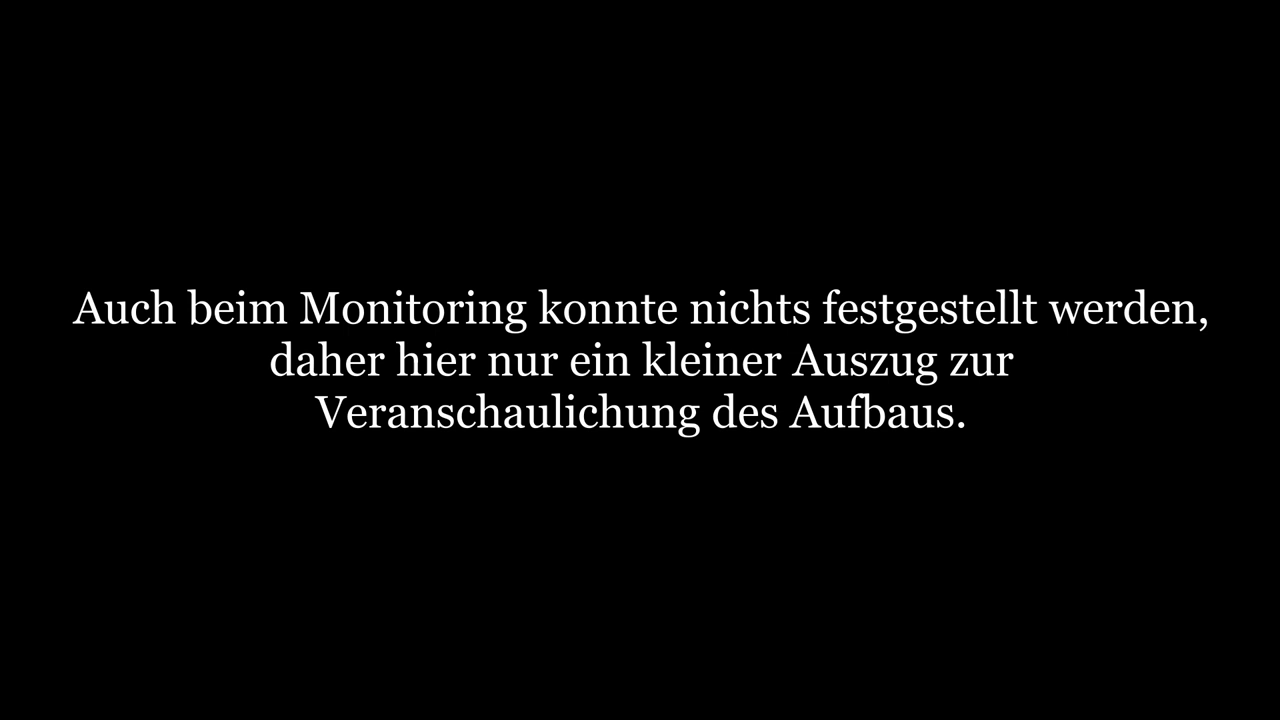 Auch beim Monitoring konnte nichts festgestellt werden,
daher hier nur ein kleiner Auszug zur
Veranschaulichung des Aufbaus.